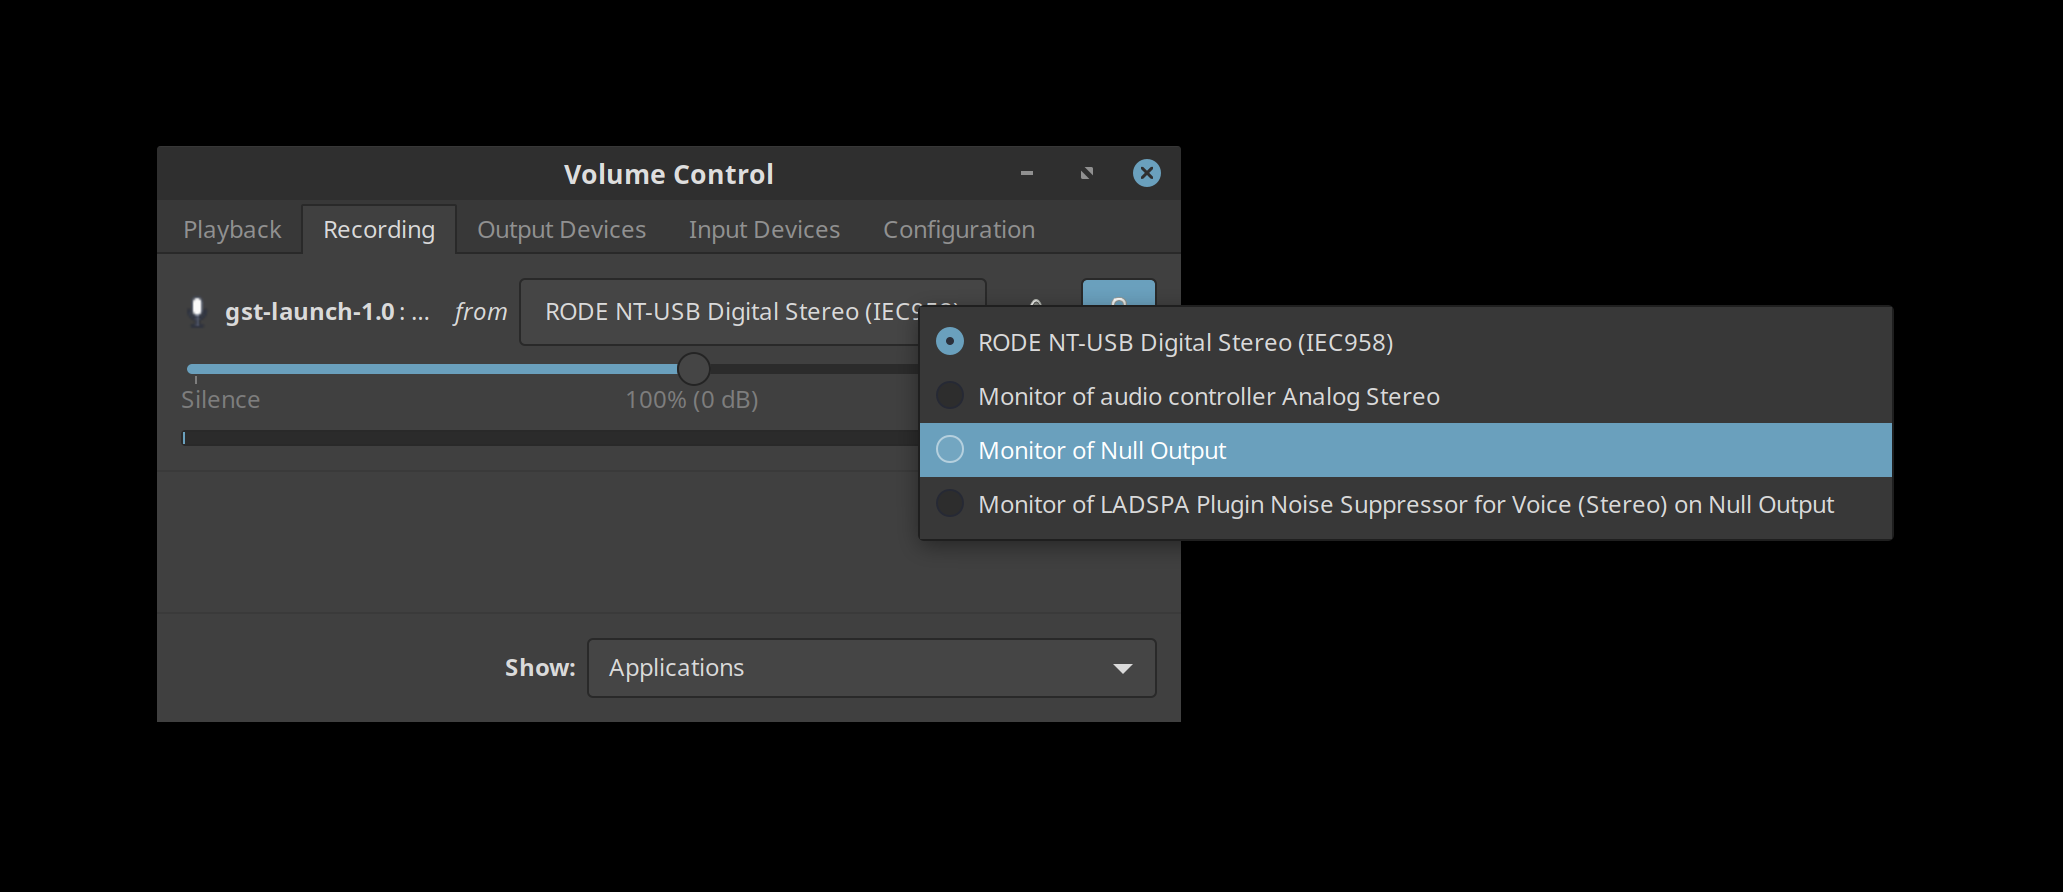 Volume Control
Playback Recording Output Devices Input Devices Configuration
gst-launch-1.0 : ... from RODE NT-USB Digital Stereo (IEC958)
RODE NT-USB Digital Stereo (IEC958)
Silence 100% (0 dB)
Monitor of audio controller Analog Stereo
Monitor of Null Output
Monitor of LADSPA Plugin Noise Suppressor for Voice (Stereo) on Null Output
Show: Applications